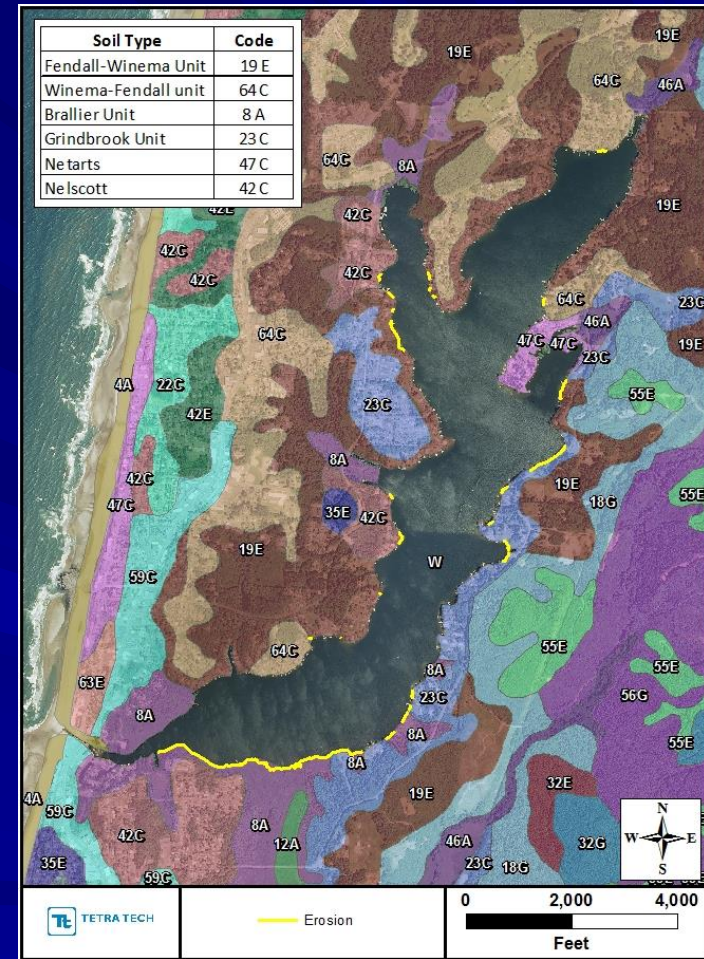 Soil Type Code
Fendall-Winema Unit 19 E
Winema-Fendall unit 64 C
Brallier Unit 8 A
Grindbrook Unit 23 C
Netarts 47 C
Nelscott 42 C
19E
19E
64C
46A
64C
8A
42E
42C
19E
42C
42C
42C
64C
23C
64C
46A
47C
47C
23C
19E
4A
22C
42E
23C
55E
8A
42C
47C
35E
42C
19E
18G
55E
59C
19E
W
64C
55E
55E
63E
8A
8A
23C
56G
8A
8A
55E
4A
59C
42C
8A
12A
19E
32E
46A
32G
35E
59C
23C
18G
N
W E
S
Tt TETRA TECH
Erosion
0 2,000 4,000
Feet